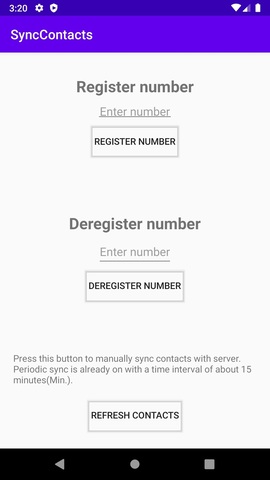 3:20
SyncContacts
Register number
Enter number
REGISTER NUMBER
Deregister number
Enter number
DEREGISTER NUMBER
Press this button to manually sync contacts with server.
Periodic sync is already on with a time interval of about 15
minutes(Min.).
REFRESH CONTACTS